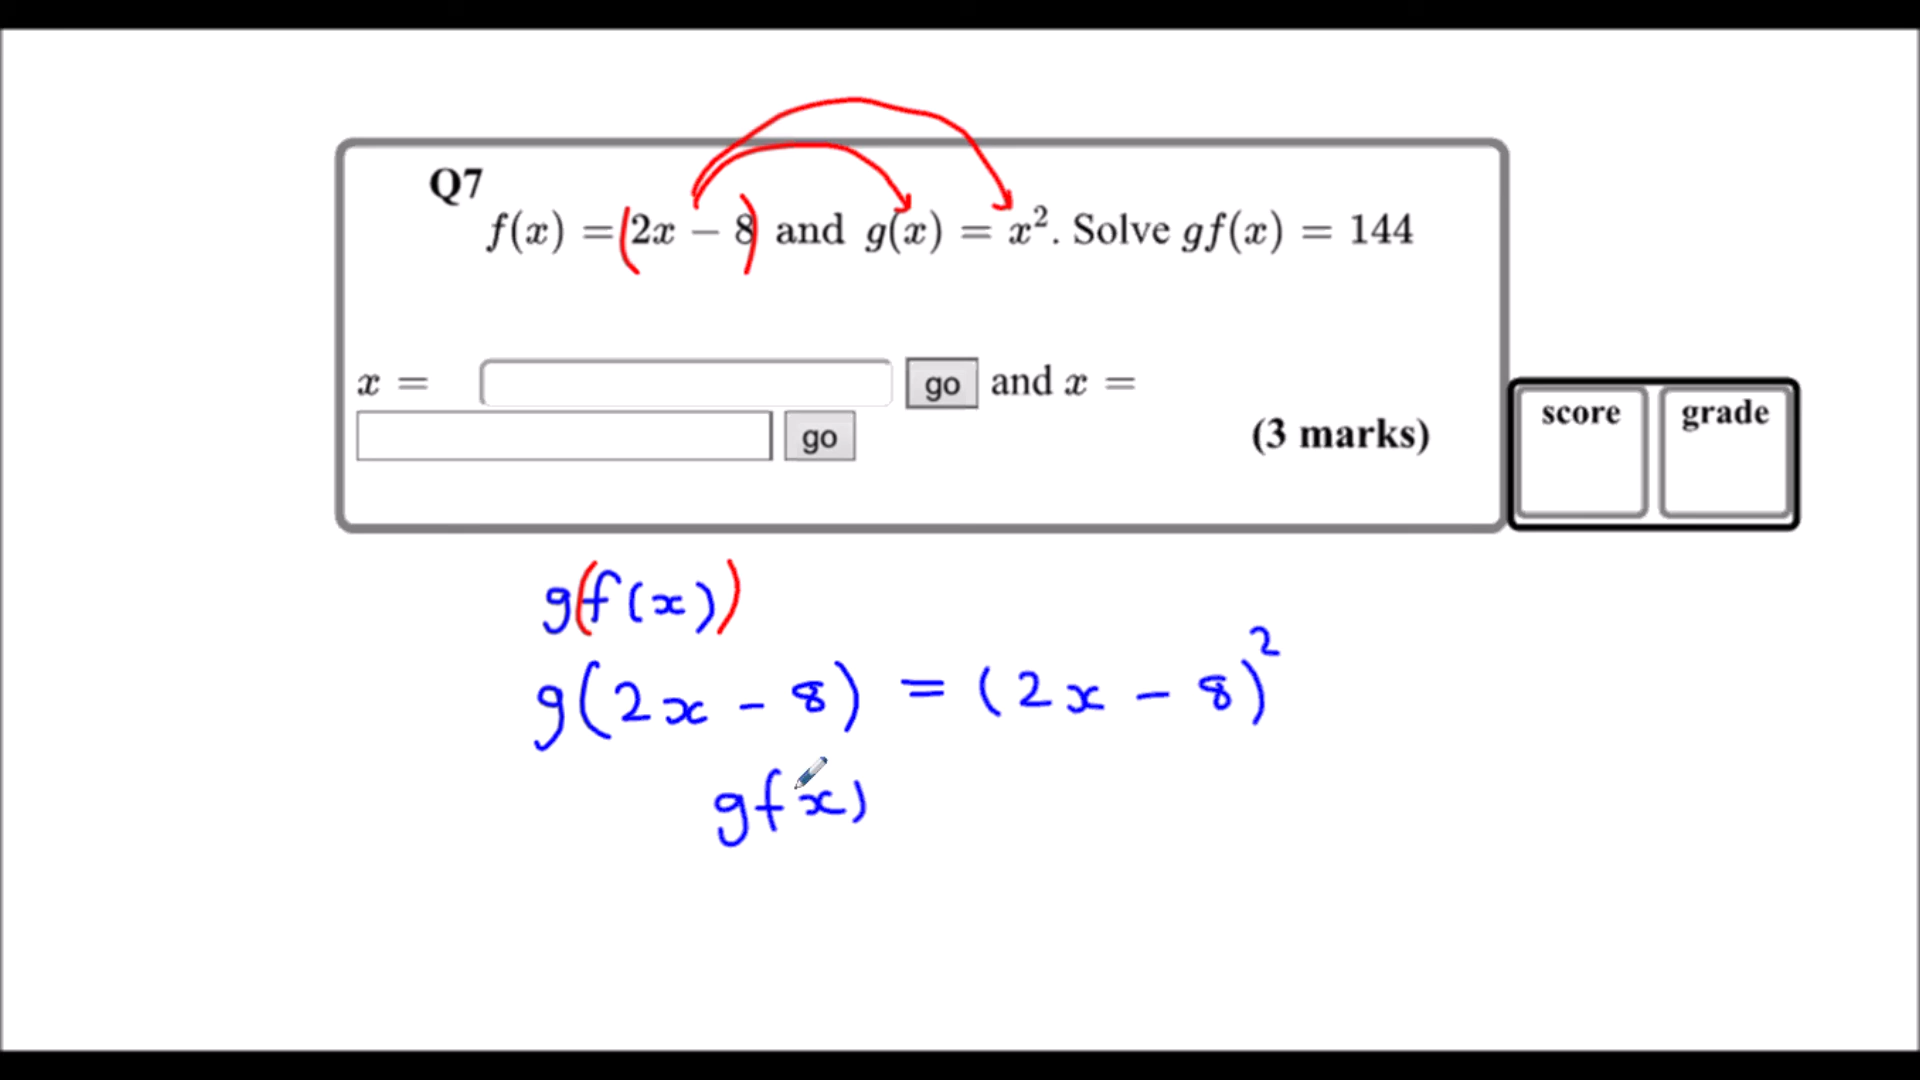 Q7
f(x) = (2x − 8) and g(x) = x². Solve gf(x) = 144
x = go and x =
go
(3 marks)
score grade
g(f(x))
g(2x - 8) = (2x - 8)²
gfx)